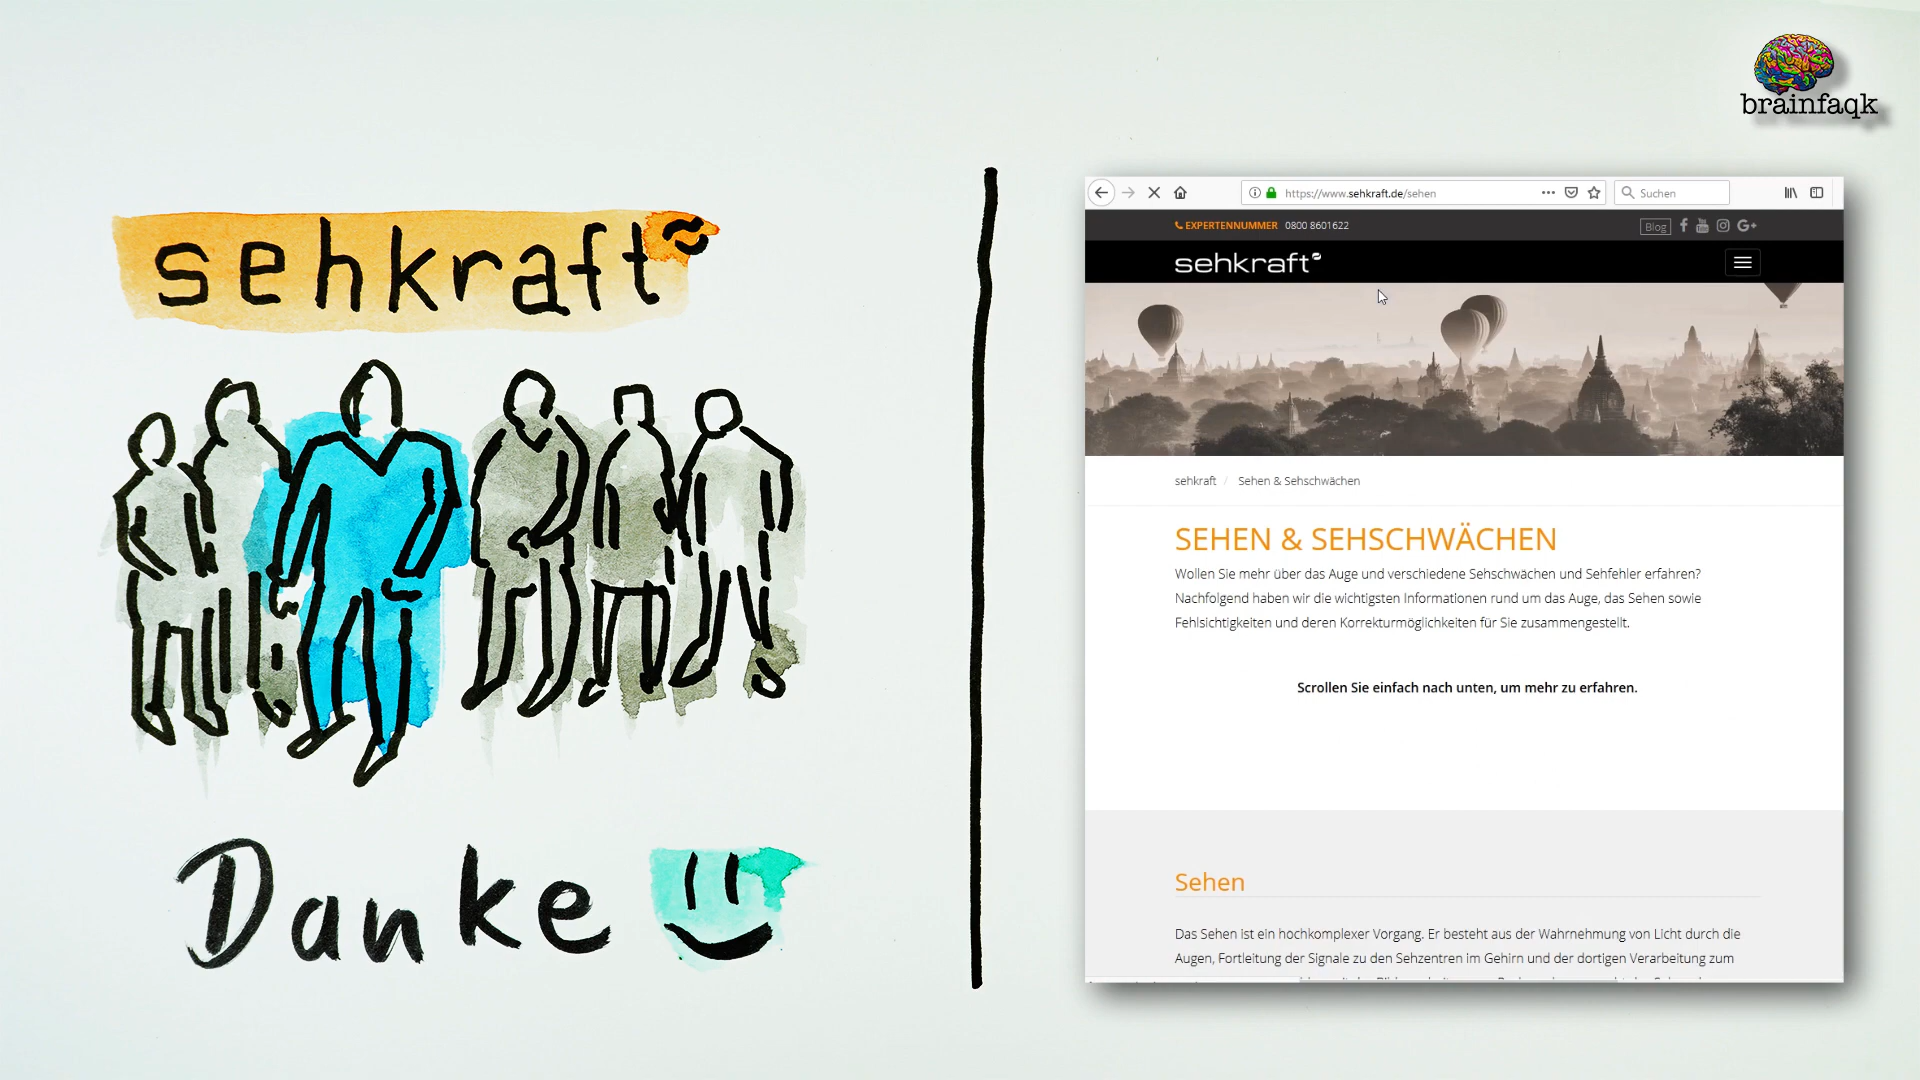 brainfaqk
sehkraft
Danke
https://www.sehkraft.de/sehen
Suchen
EXPERTENNUMMER 0800 8601622
Blog
sehkraft
sehkraft / Sehen & Sehschwächen
SEHEN & SEHSCHWÄCHEN
Wollen Sie mehr über das Auge und verschiedene Sehschwächen und Sehfehler erfahren?
Nachfolgend haben wir die wichtigsten Informationen rund um das Auge, das Sehen sowie
Fehlsichtigkeiten und deren Korrekturmöglichkeiten für Sie zusammengestellt.
Scrollen Sie einfach nach unten, um mehr zu erfahren.
Sehen
Das Sehen ist ein hochkomplexer Vorgang. Er besteht aus der Wahrnehmung von Licht durch die
Augen, Fortleitung der Signale zu den Sehzentren im Gehirn und der dortigen Verarbeitung zum